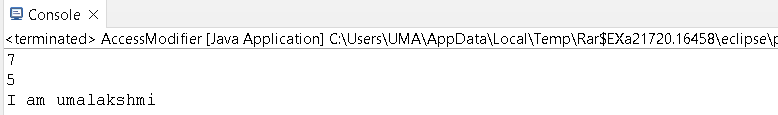 Console
<terminated> AccessModifier [Java Application] C:\Users\UMA\AppData\Local\Temp\Rar$EXa21720.16458\eclipse\p
7
5
I am umalakshmi